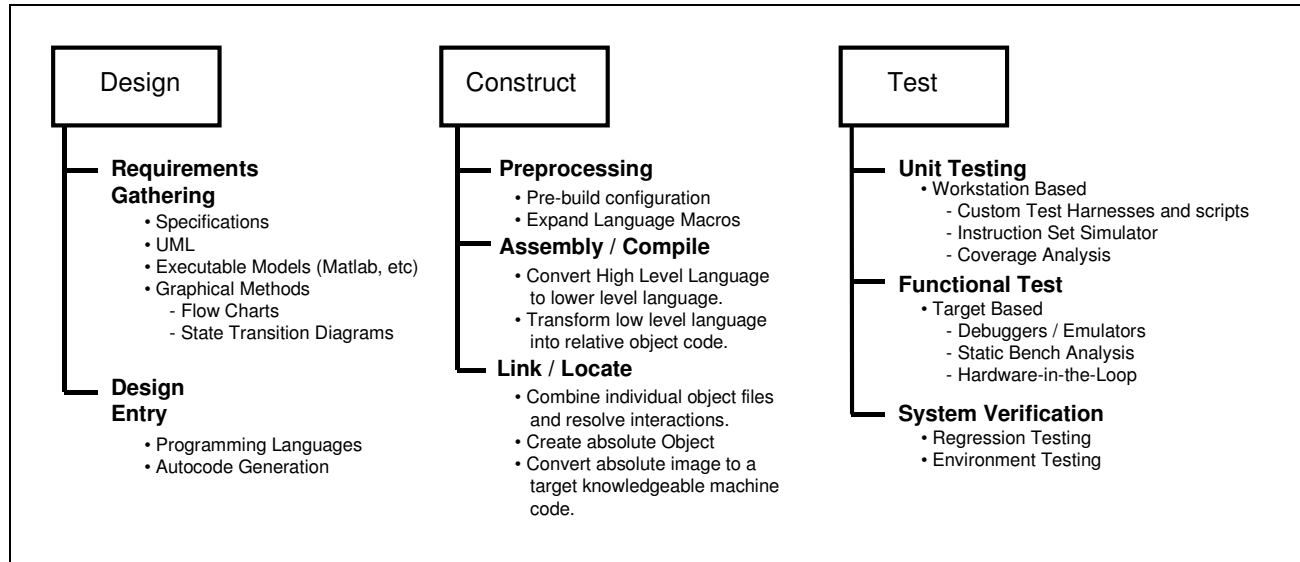 Design
Requirements
Gathering
• Specifications
• UML
• Executable Models (Matlab, etc)
• Graphical Methods
- Flow Charts
- State Transition Diagrams
Design
Entry
• Programming Languages
• Autocode Generation
Construct
Preprocessing
• Pre-build configuration
• Expand Language Macros
Assembly / Compile
• Convert High Level Language
to lower level language.
• Transform low level language
into relative object code.
Link / Locate
• Combine individual object files
and resolve interactions.
• Create absolute Object
• Convert absolute image to a
target knowledgeable machine
code.
Test
Unit Testing
• Workstation Based
- Custom Test Harnesses and scripts
- Instruction Set Simulator
- Coverage Analysis
Functional Test
• Target Based
- Debuggers / Emulators
- Static Bench Analysis
- Hardware-in-the-Loop
System Verification
• Regression Testing
• Environment Testing